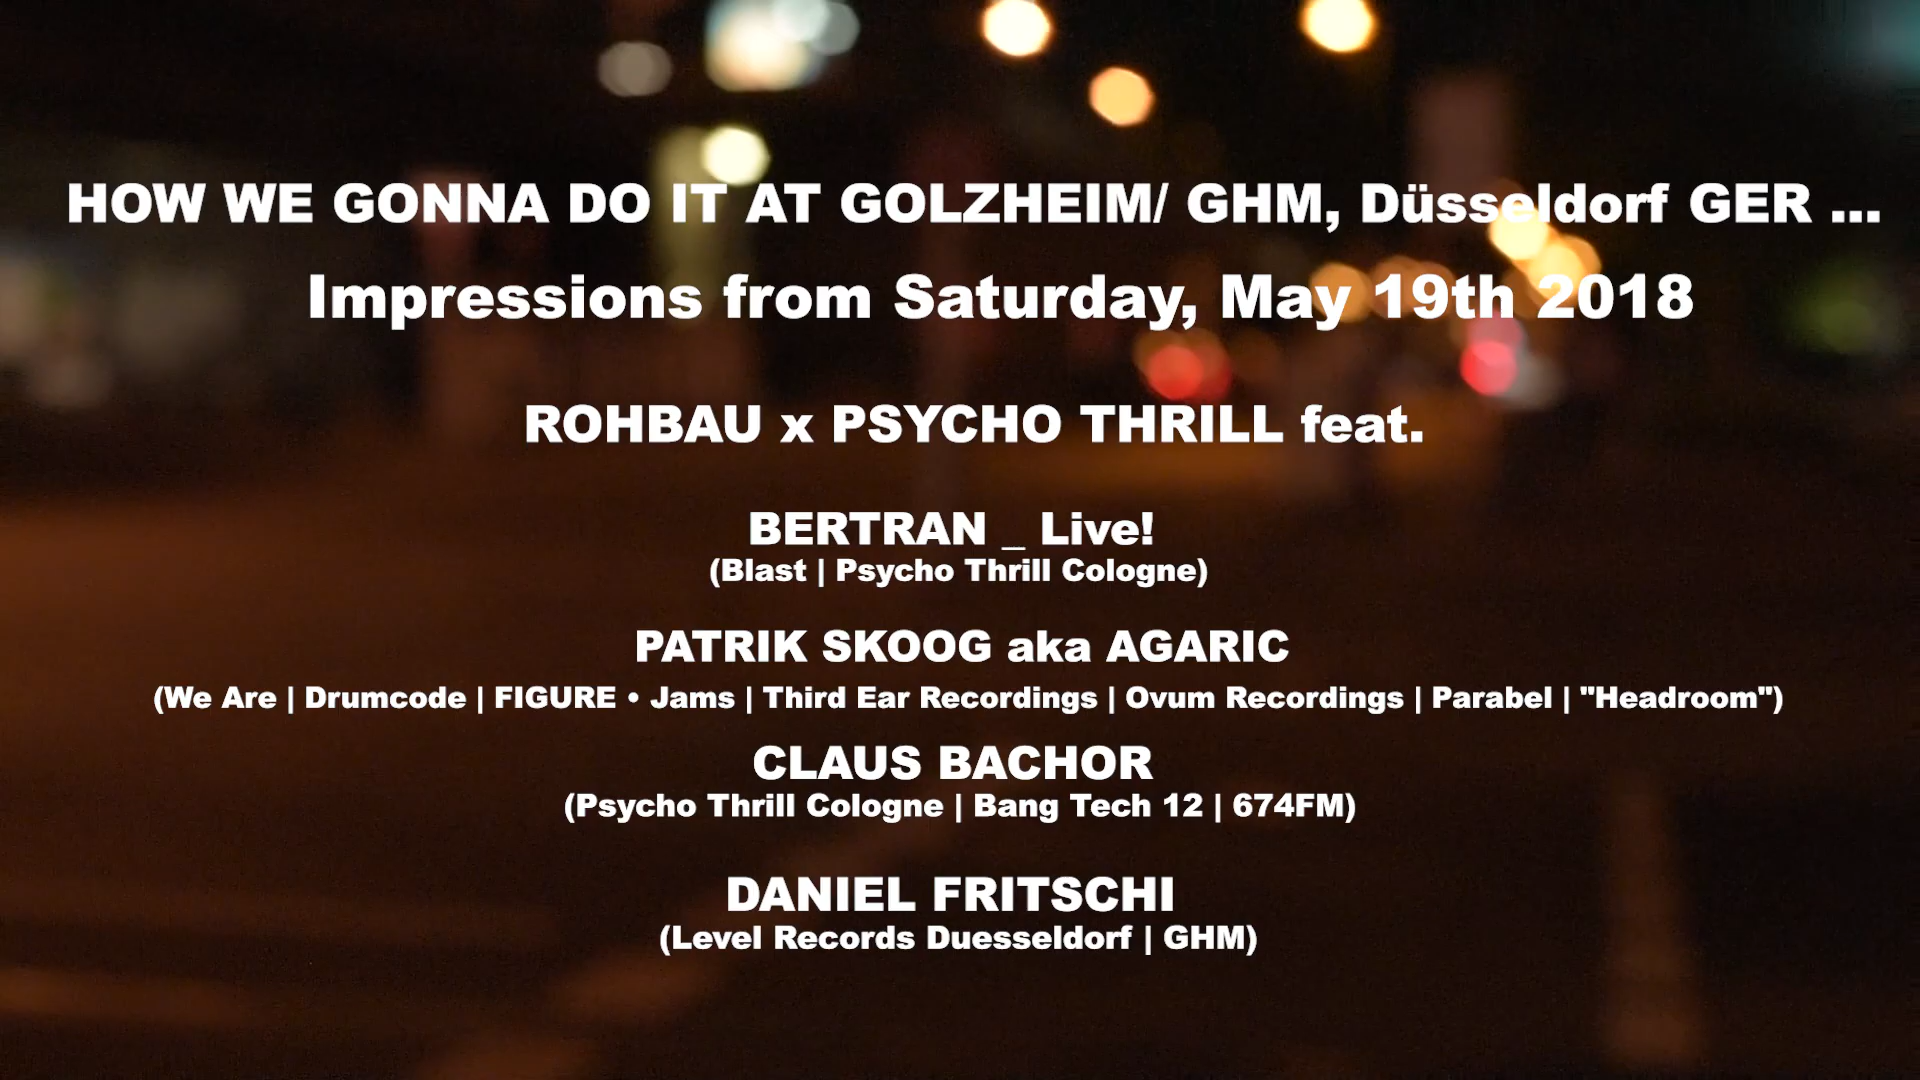 HOW WE GONNA DO IT AT GOLZHEIM/ GHM, Düsseldorf GER ...
Impressions from Saturday, May 19th 2018
ROHBAU x PSYCHO THRILL feat.
BERTRAN _ Live!
(Blast | Psycho Thrill Cologne)
PATRIK SKOOG aka AGARIC
(We Are | Drumcode | FIGURE • Jams | Third Ear Recordings | Ovum Recordings | Parabel | "Headroom")
CLAUS BACHOR
(Psycho Thrill Cologne | Bang Tech 12 | 674FM)
DANIEL FRITSCHI
(Level Records Duesseldorf | GHM)